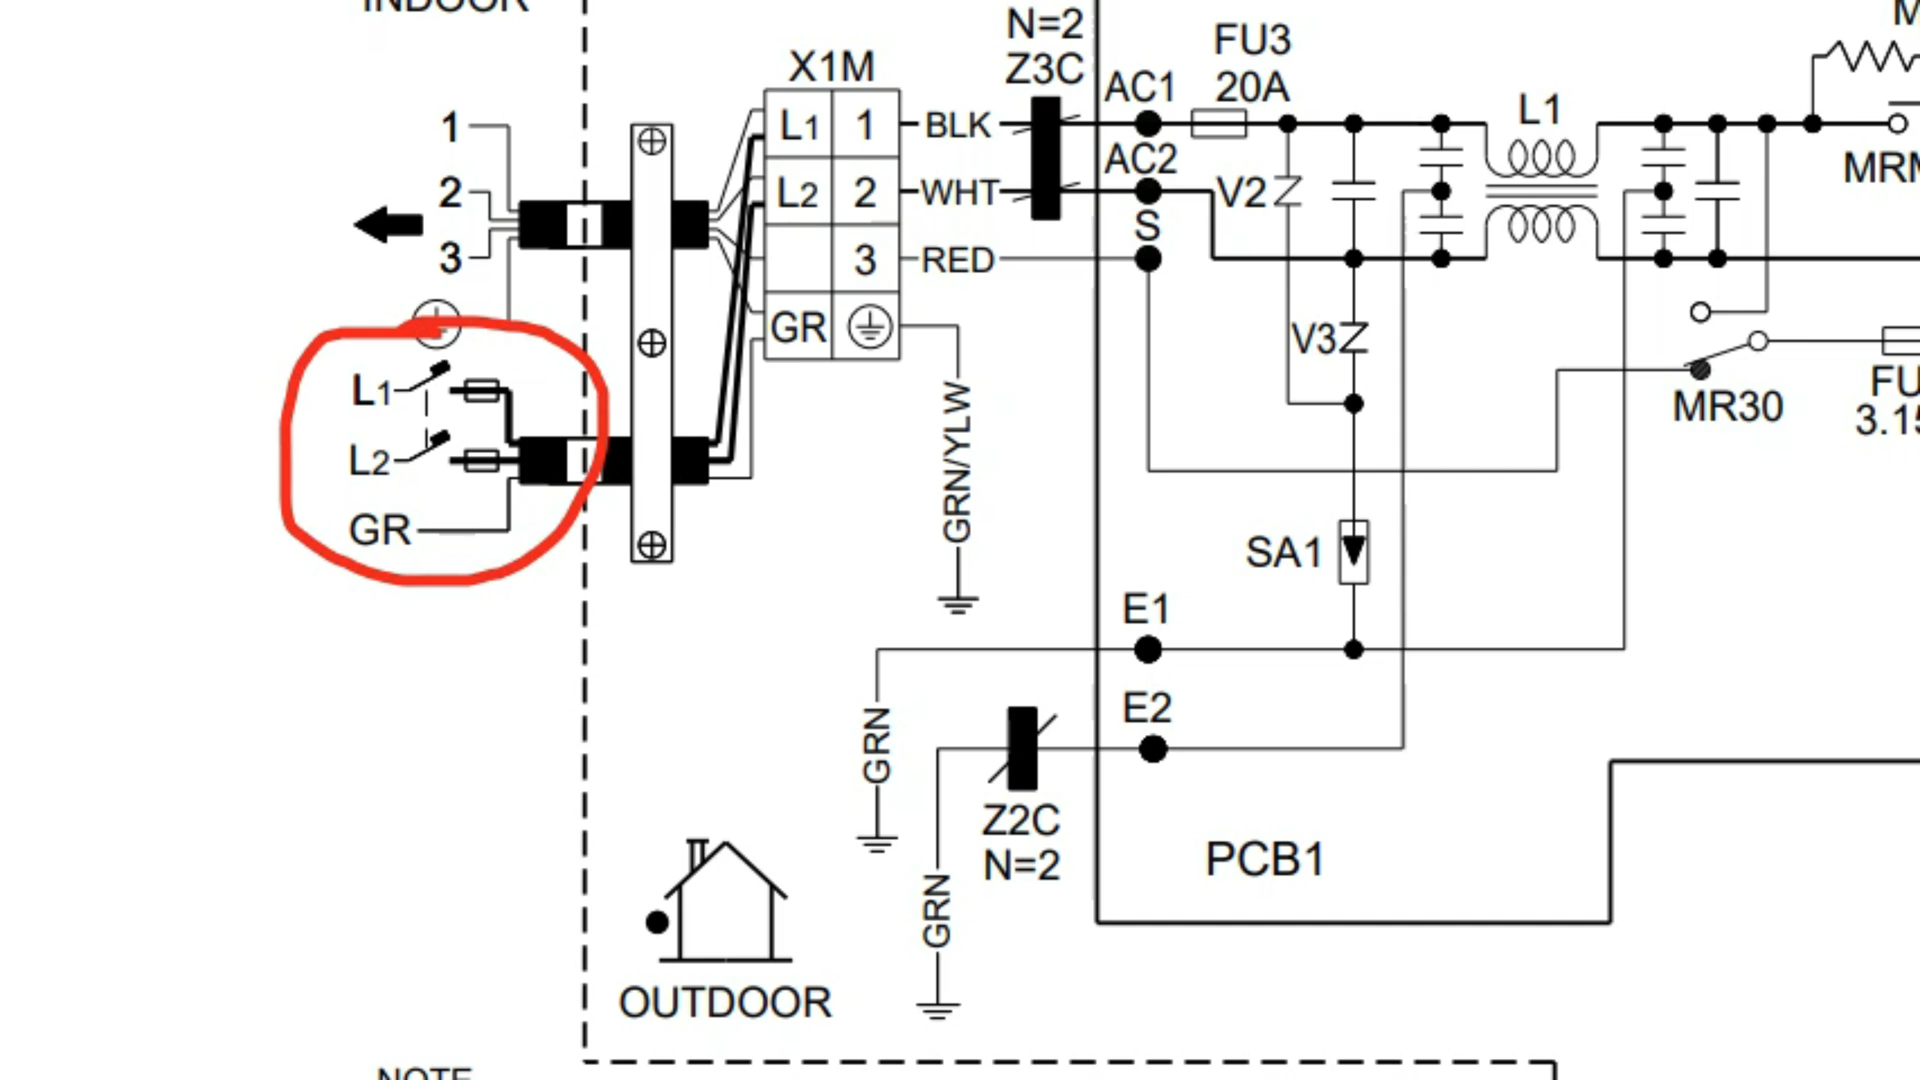 INDOOR
N=2
Z3C
X1M
FU3
20A
AC1
L1
1
L1
1
BLK
AC2
2
L2
2
WHT
S
V2
MRM
3
3
RED
GR
GRN/YLW
V3
MR30
FU
3.15
L1
L2
GR
SA1
E1
E2
GRN
Z2C
N=2
GRN
PCB1
OUTDOOR
NOTE